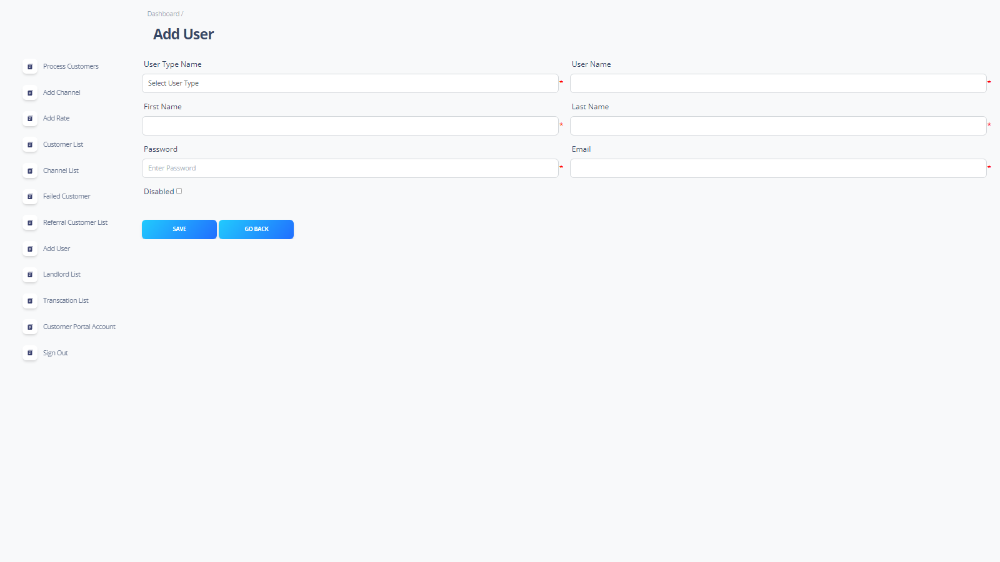 Dashboard /
Add User
Process Customers
Add Channel
Add Rate
Customer List
Channel List
Failed Customer
Referral Customer List
Add User
Landlord List
Transcation List
Customer Portal Account
Sign Out
User Type Name
Select User Type *
User Name
*
First Name
*
Last Name
*
Password
Enter Password *
Email
*
Disabled
SAVE
GO BACK